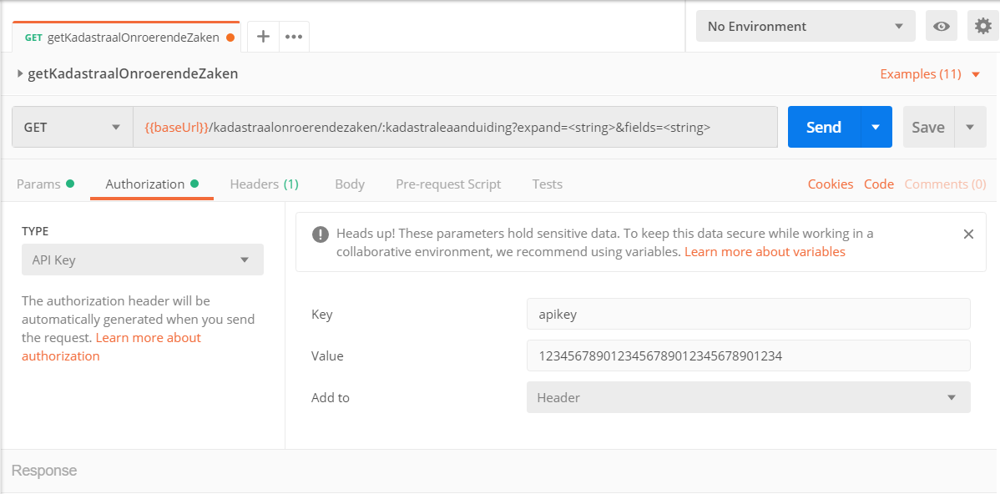 GET getKadastraalOnroerendeZaken
No Environment
getKadastraalOnroerendeZaken
Examples (11)
GET
{{baseUrl}}/kadastraalonroerendezaken/:kadastraleaanduiding?expand=<string>&fields=<string>
Send
Save
Params
Authorization
Headers (1)
Body
Pre-request Script
Tests
Cookies
Code
Comments (0)
TYPE
API Key
The authorization header will be
automatically generated when you send
the request. Learn more about
authorization
Heads up! These parameters hold sensitive data. To keep this data secure while working in a
collaborative environment, we recommend using variables. Learn more about variables
Key
apikey
Value
1234567890123456789012345678901234
Add to
Header
Response